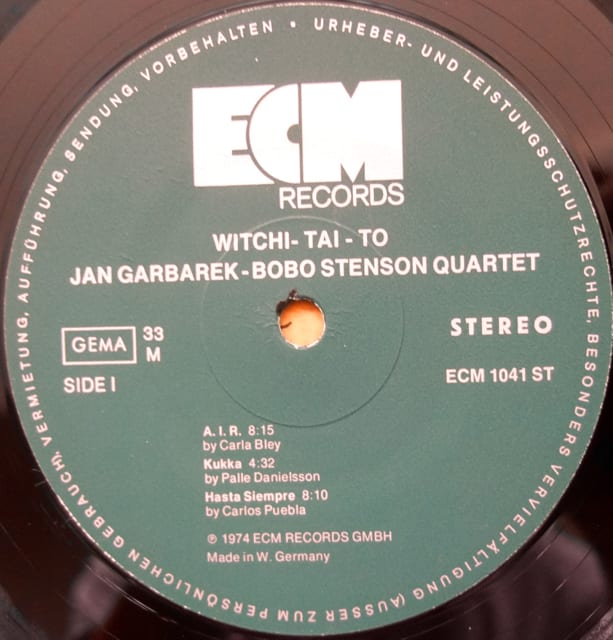 URHEBER- UND LEISTUNGSSCHUTZRECHTE, BESONDERS VERVIELFÄLTIGUNG (AUSSER ZUM PERSÖNLICHEN GEBRAUCH), VERMIETUNG, AUFFÜHRUNG, SENDUNG, VORBEHALTEN •
ECM
RECORDS
WITCHI- TAI - TO
JAN GARBAREK - BOBO STENSON QUARTET
GEMA
33
M
STEREO
SIDE I
ECM 1041 ST
A. I. R. 8:15
by Carla Bley
Kukka 4:32
by Palle Danielsson
Hasta Siempre 8:10
by Carlos Puebla
℗ 1974 ECM RECORDS GMBH
Made in W. Germany